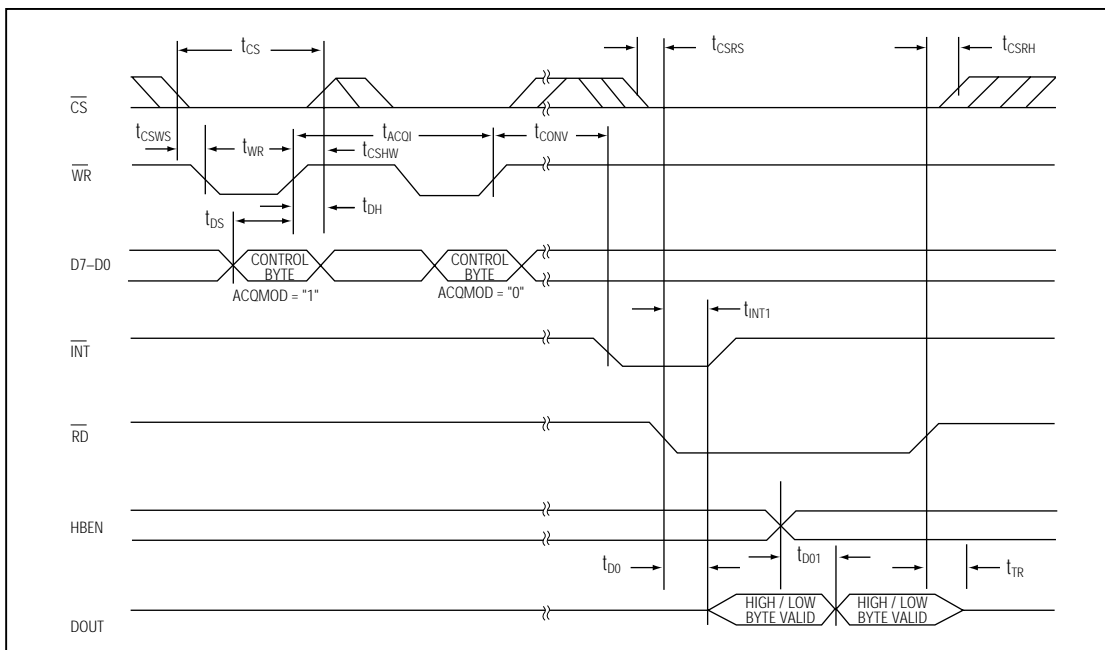 tCS
tCSRS
tCSRH
CS
tCSWS
tWR
tACQI
tCSHW
tCONV
WR
tDS
tDH
D7–D0
CONTROL
BYTE
ACQMOD = "1"
CONTROL
BYTE
ACQMOD = "0"
tINT1
INT
RD
HBEN
tD0
tD01
tTR
HIGH / LOW
BYTE VALID
HIGH / LOW
BYTE VALID
DOUT